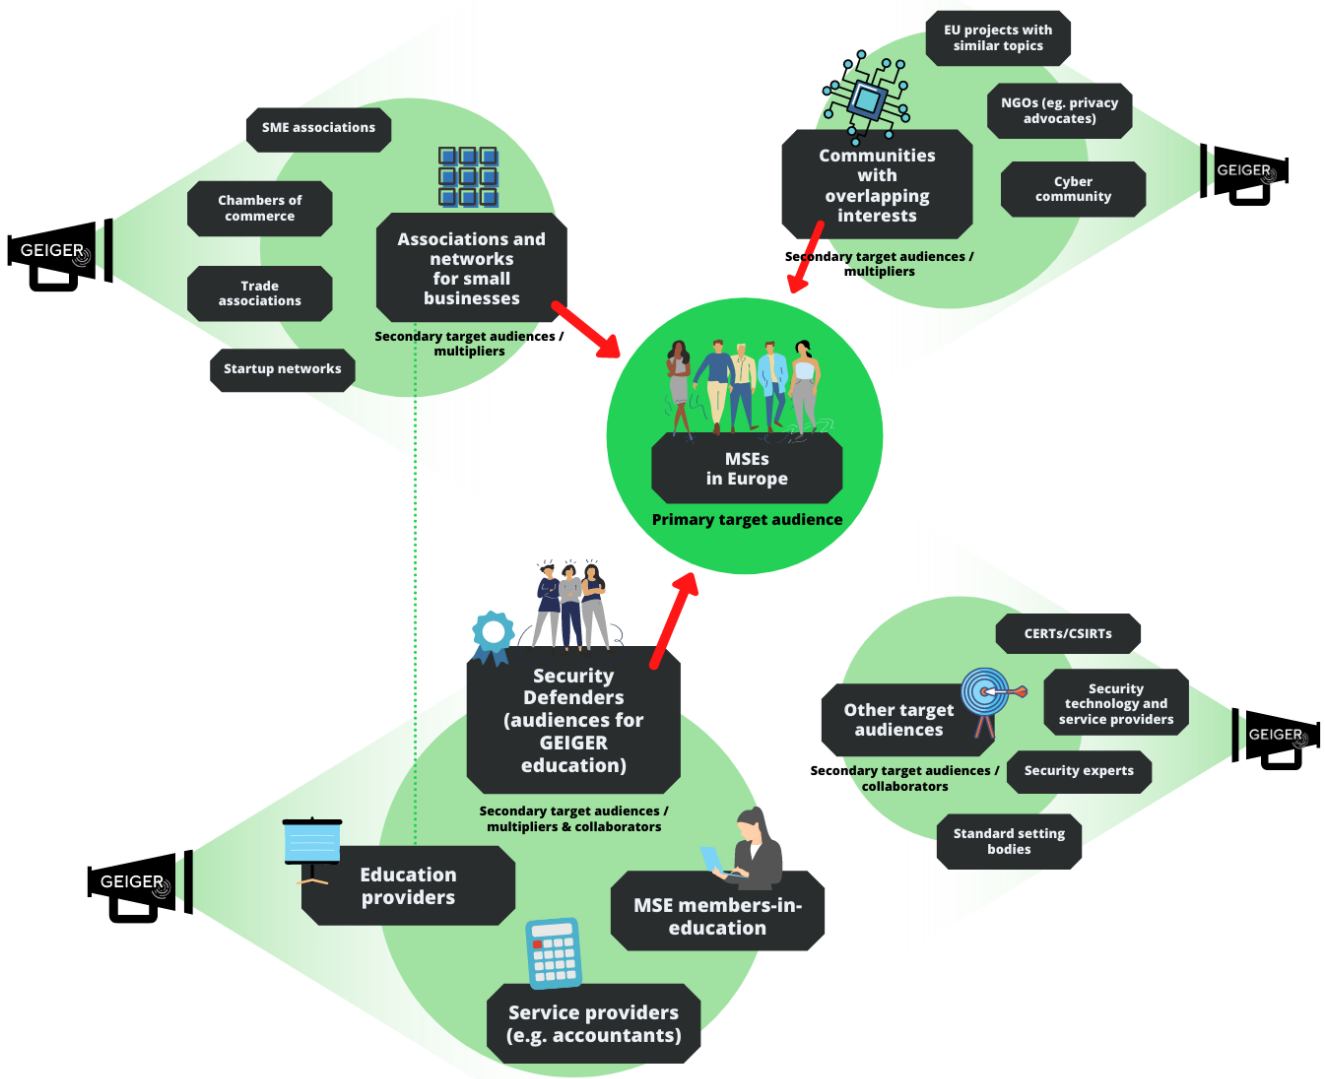 EU projects with
similar topics
NGOs (eg. privacy
advocates)
Cyber
community
Communities
with
overlapping
interests
Secondary target audiences /
multipliers
GEIGER
SME associations
Chambers of
commerce
Trade
associations
Startup networks
GEIGER
Associations and
networks
for small
businesses
Secondary target audiences /
multipliers
MSEs
in Europe
Primary target audience
Security
Defenders
(audiences for
GEIGER
education)
Secondary target audiences /
multipliers & collaborators
GEIGER
Education
providers
MSE members-in-
education
Service providers
(e.g. accountants)
CERTs/CSIRTs
Security
technology and
service providers
Security experts
Standard setting
bodies
Other target
audiences
Secondary target audiences /
collaborators
GEIGER